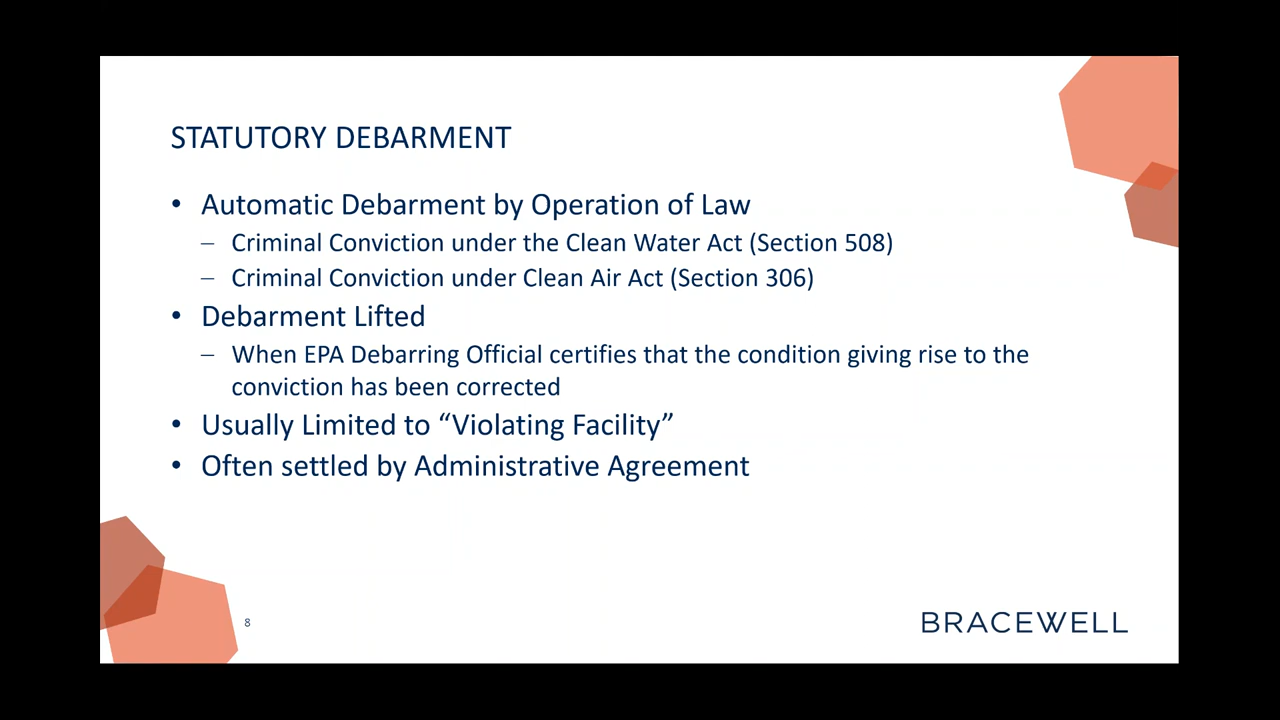 STATUTORY DEBARMENT
• Automatic Debarment by Operation of Law
– Criminal Conviction under the Clean Water Act (Section 508)
– Criminal Conviction under Clean Air Act (Section 306)
• Debarment Lifted
– When EPA Debarring Official certifies that the condition giving rise to the
conviction has been corrected
• Usually Limited to “Violating Facility”
• Often settled by Administrative Agreement
8
BRACEWELL